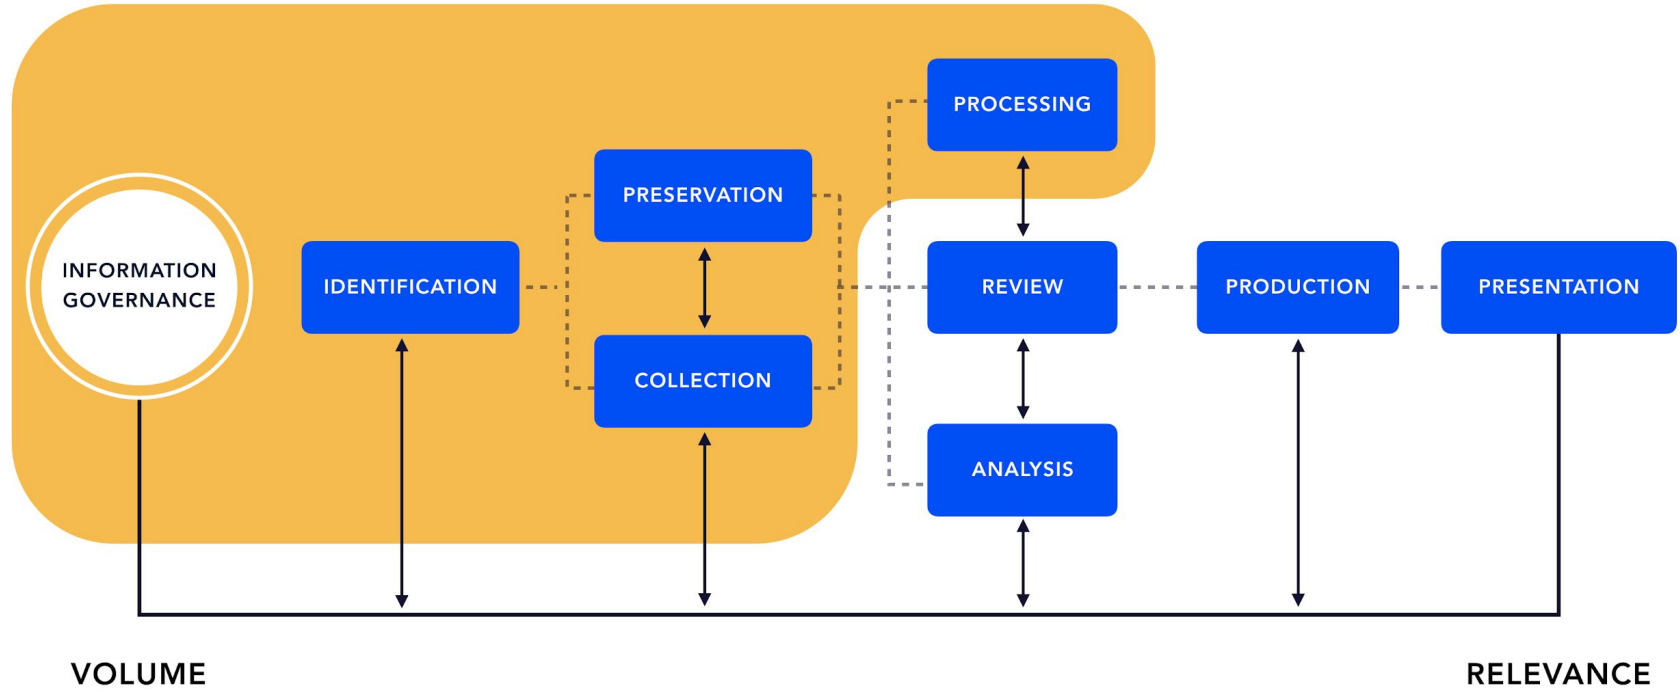 INFORMATION
GOVERNANCE
IDENTIFICATION
PRESERVATION
COLLECTION
PROCESSING
REVIEW
ANALYSIS
PRODUCTION
PRESENTATION
VOLUME
RELEVANCE